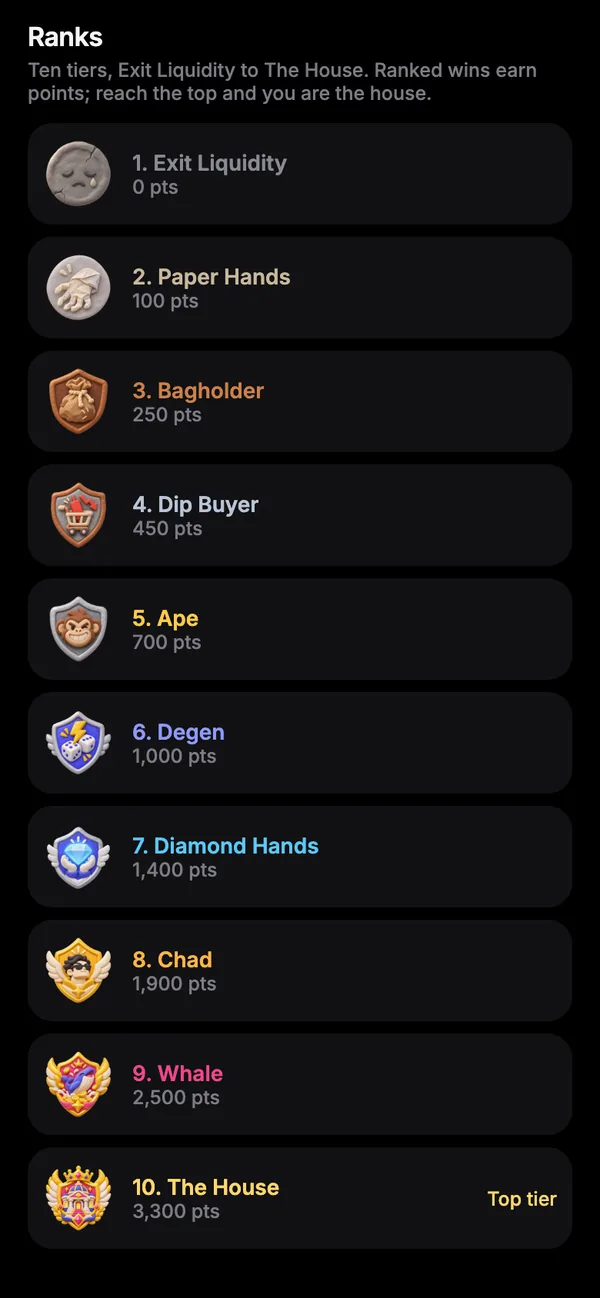 Ranks
Ten tiers, Exit Liquidity to The House. Ranked wins earn
points; reach the top and you are the house.
1. Exit Liquidity
0 pts
2. Paper Hands
100 pts
3. Bagholder
250 pts
4. Dip Buyer
450 pts
5. Ape
700 pts
6. Degen
1,000 pts
7. Diamond Hands
1,400 pts
8. Chad
1,900 pts
9. Whale
2,500 pts
10. The House
3,300 pts
Top tier